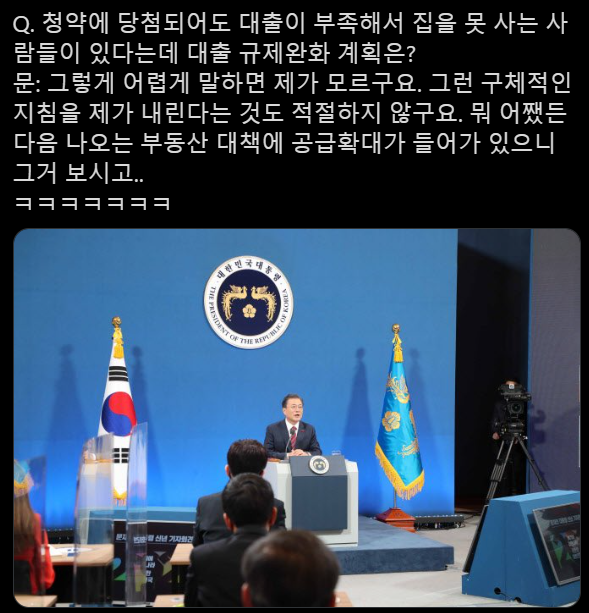 Q. 청약에 당첨되어도 대출이 부족해서 집을 못 사는 사
람들이 있다는데 대출 규제완화 계획은?
문: 그렇게 어렵게 말하면 제가 모르구요. 그런 구체적인
지침을 제가 내린다는 것도 적절하지 않구요. 뭐 어쨌든
다음 나오는 부동산 대책에 공급확대가 들어가 있으니
그거 보시고..
ㅋㅋㅋㅋㅋㅋㅋ
대한민국대통령
THE PRESIDENT OF THE REPUBLIC OF KOREA
신년 기자회견